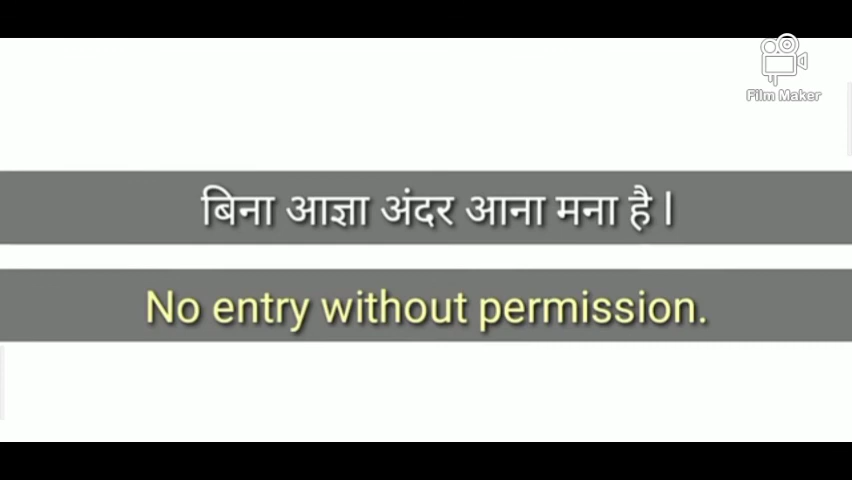 Film Maker
बिना आज्ञा अंदर आना मना है l
No entry without permission.